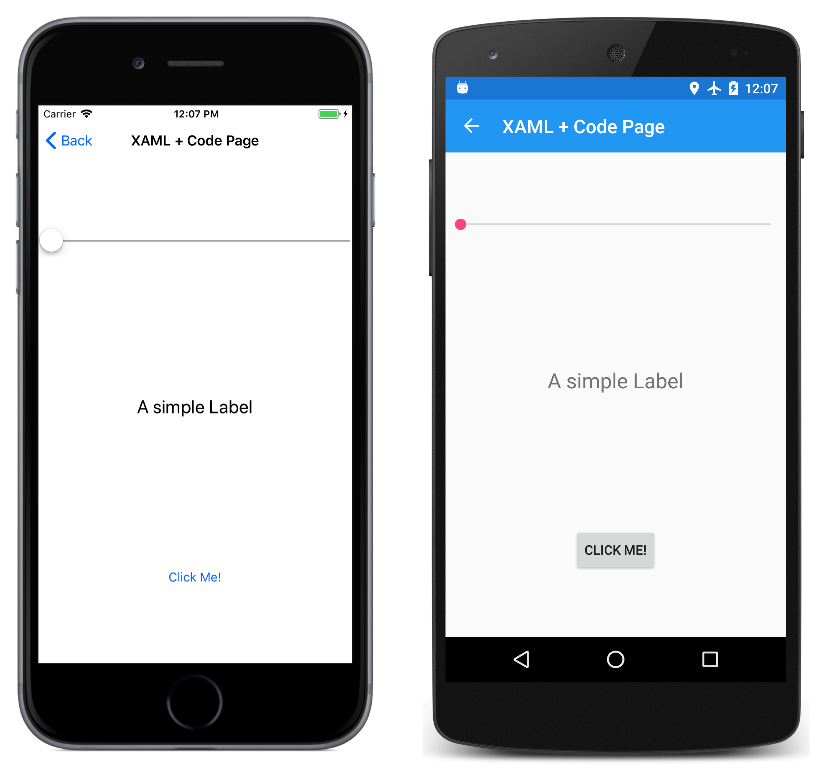 Carrier 12:07 PM
Back XAML + Code Page
A simple Label
Click Me!
12:07
XAML + Code Page
A simple Label
CLICK ME!